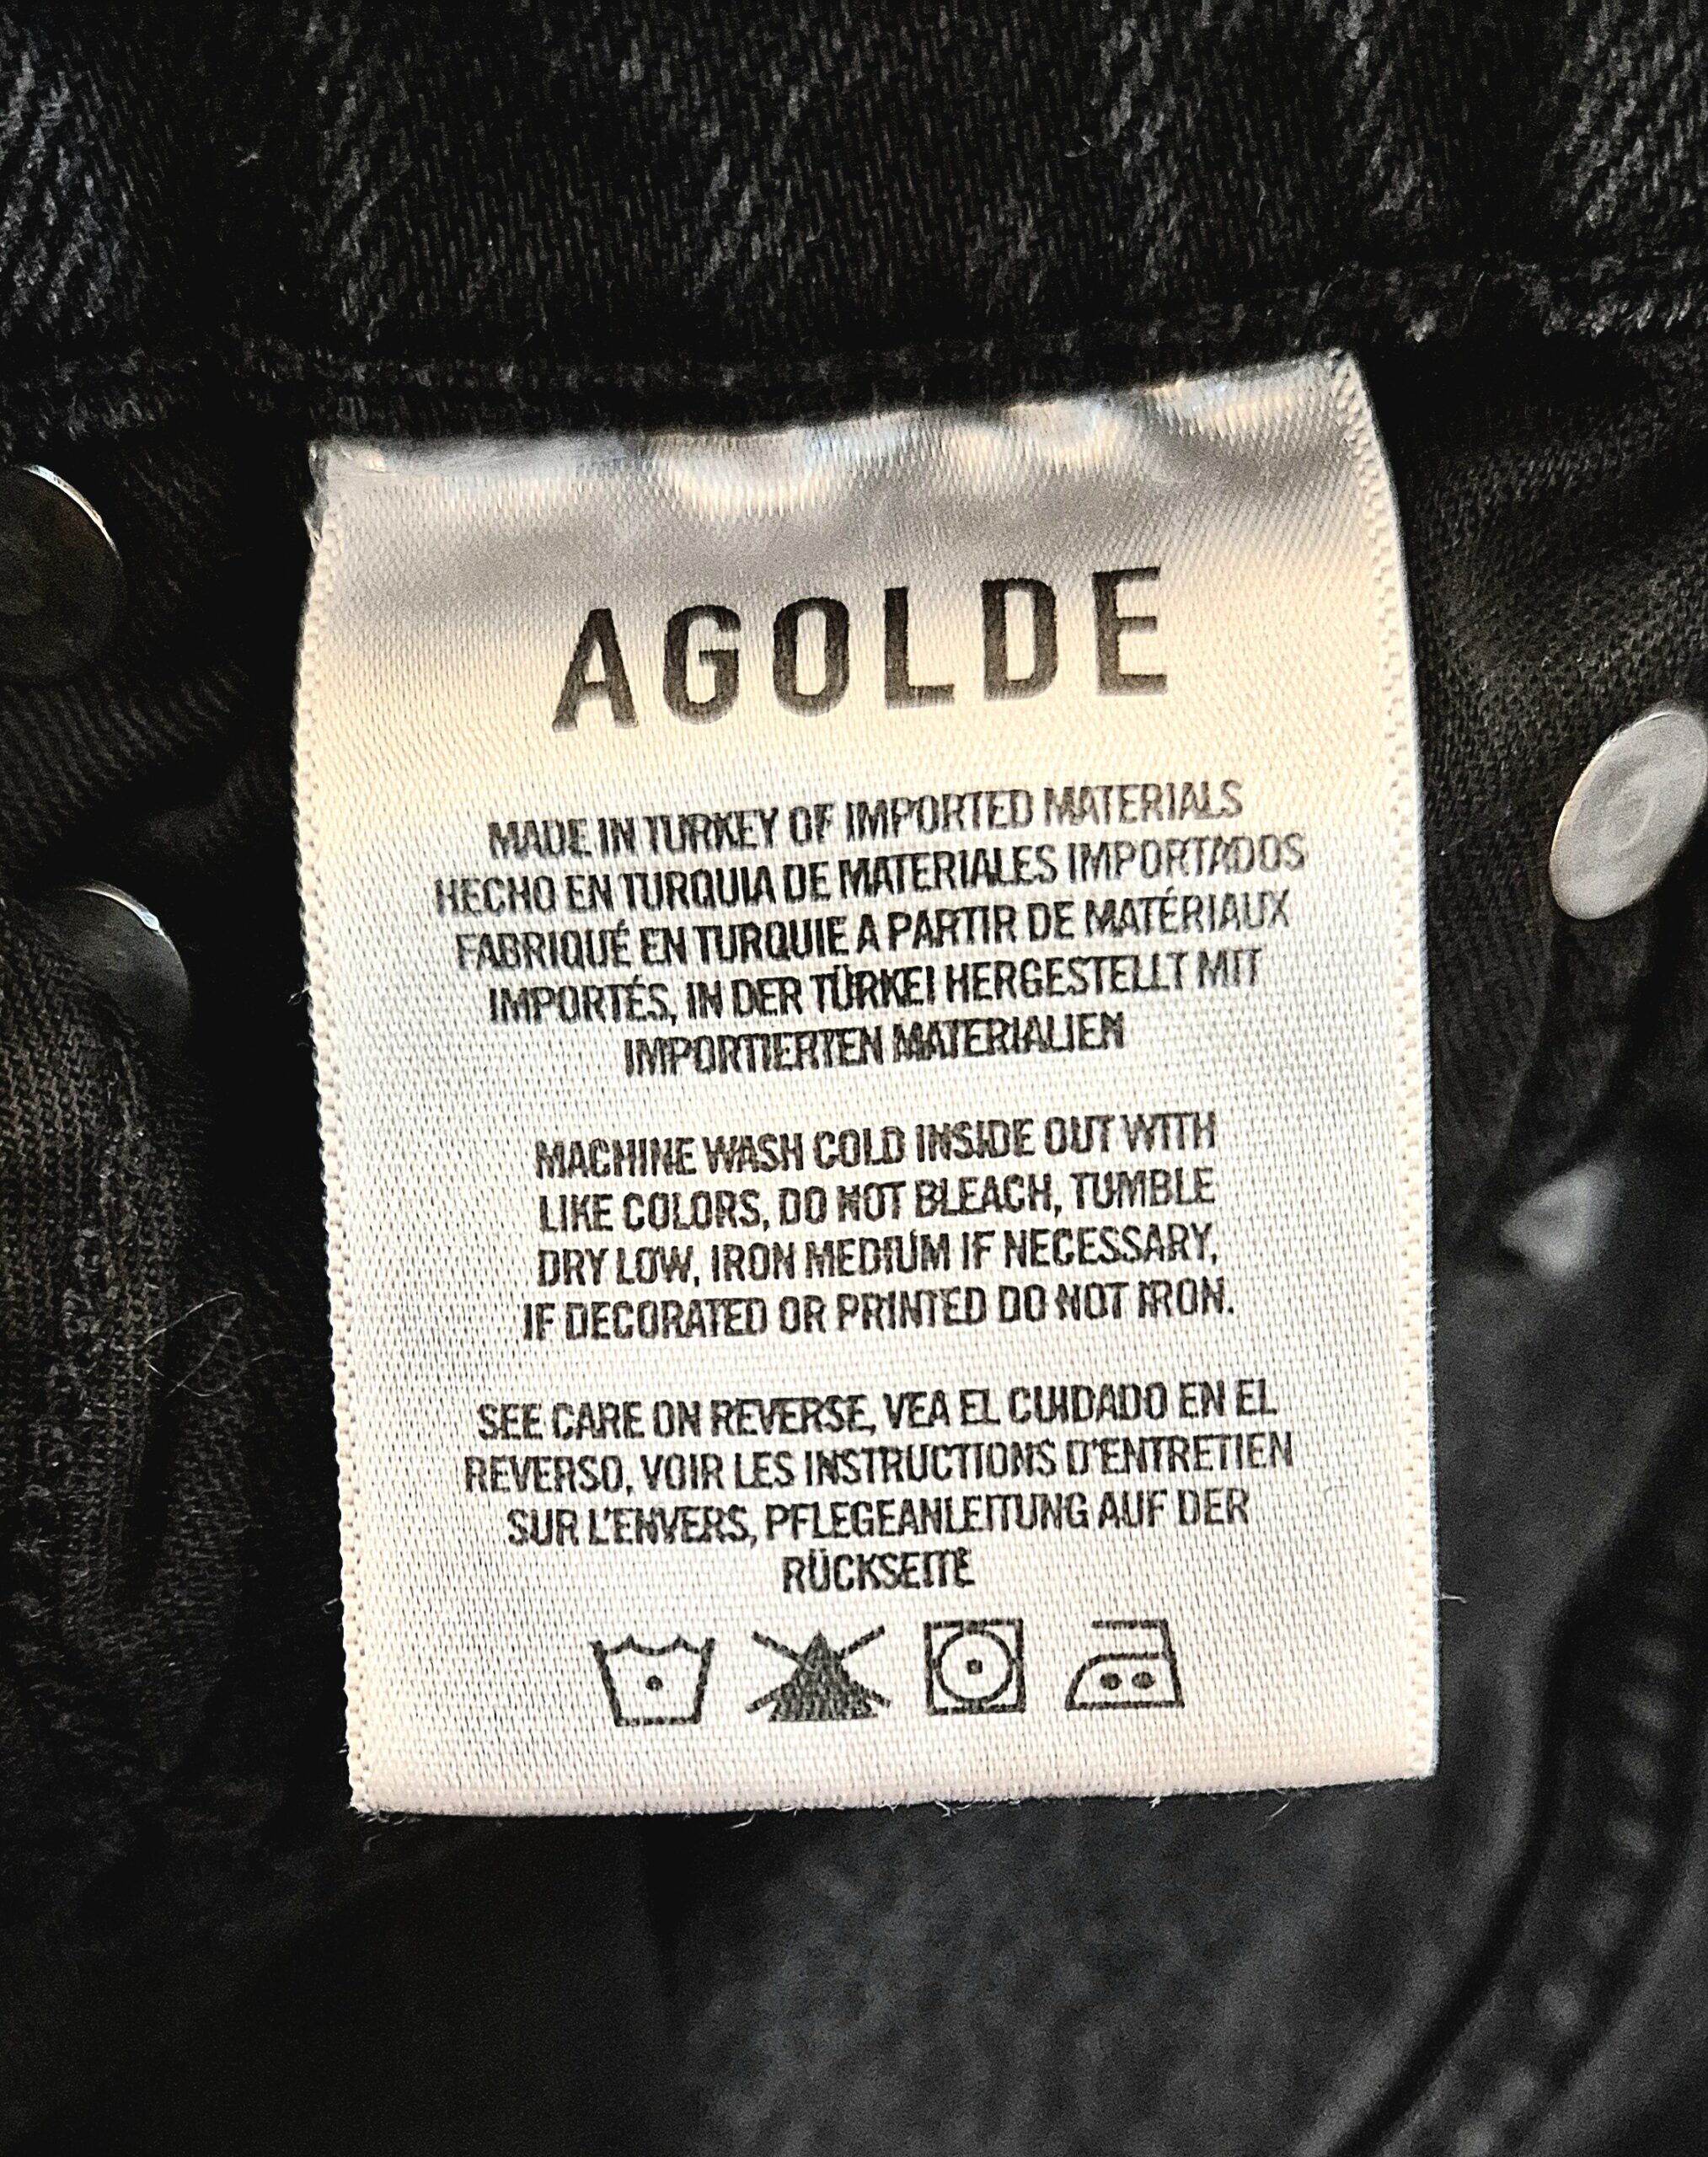 AGOLDE
MADE IN TURKEY OF IMPORTED MATERIALS
HECHO EN TURQUIA DE MATERIALES IMPORTADOS
FABRIQUÉ EN TURQUIE A PARTIR DE MATÉRIAUX
IMPORTÉS, IN DER TÜRKEI HERGESTELLT MIT
IMPORTIERTEN MATERIALIEN
MACHINE WASH COLD INSIDE OUT WITH
LIKE COLORS, DO NOT BLEACH, TUMBLE
DRY LOW, IRON MEDIUM IF NECESSARY,
IF DECORATED OR PRINTED DO NOT IRON.
SEE CARE ON REVERSE, VEA EL CUIDADO EN EL
REVERSO, VOIR LES INSTRUCTIONS D'ENTRETIEN
SUR L'ENVERS, PFLEGEANLEITUNG AUF DER
RÜCKSEITE